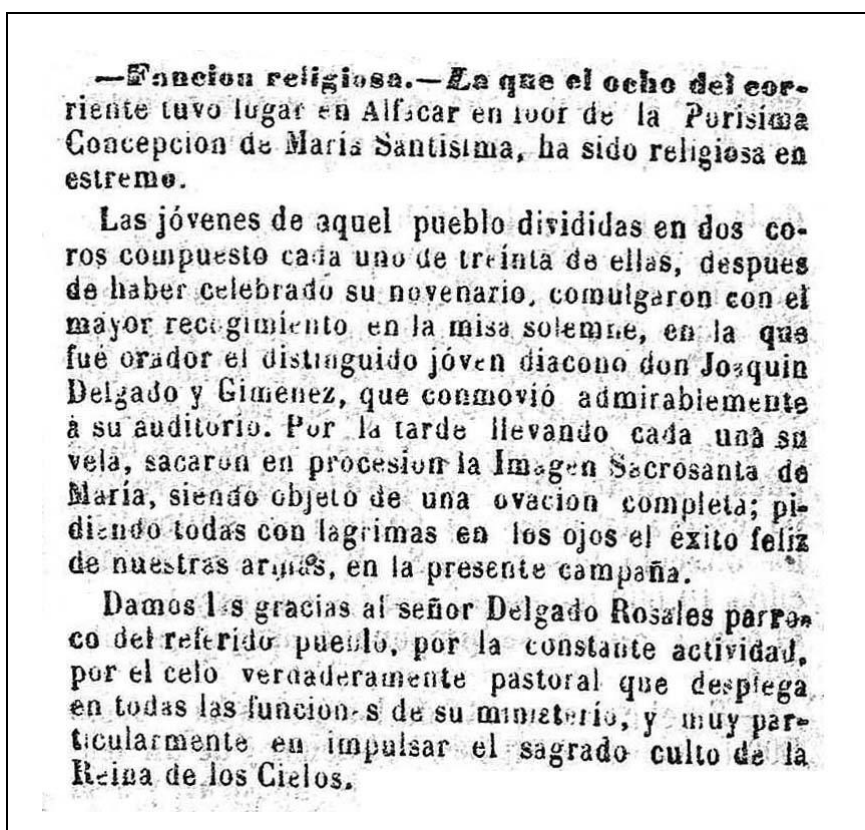 —Funcion religiosa.—La que el ocho del cor-
riente tuvo lugar en Alfacar en loor de la Purisima
Concepcion de María Santisima, ha sido religiosa en
estremo.
Las jóvenes de aquel pueblo divididas en dos co-
ros compuesto cada uno de treinta de ellas, despues
de haber celebrado su novenario, comulgaron con el
mayor recogimiento en la misa solemne, en la que
fué orador el distinguido jóven diacono don Joaquin
Delgado y Gimenez, que conmovió admirablemente
á su auditorio. Por la tarde llevando cada una su
vela, sacaron en procesion la Imagen Sacrosanta de
María, siendo objeto de una ovacion completa; pi-
diendo todas con lagrimas en los ojos el éxito feliz
de nuestras armas, en la presente campaña.
Damos las gracias al señor Delgado Rosales parro-
co del referido pueblo, por la constante actividad,
por el celo verdaderamente pastoral que desplega
en todas las funciones de su ministerio, y muy par-
ticularmente en impulsar el sagrado culto de la
Reina de los Cielos.